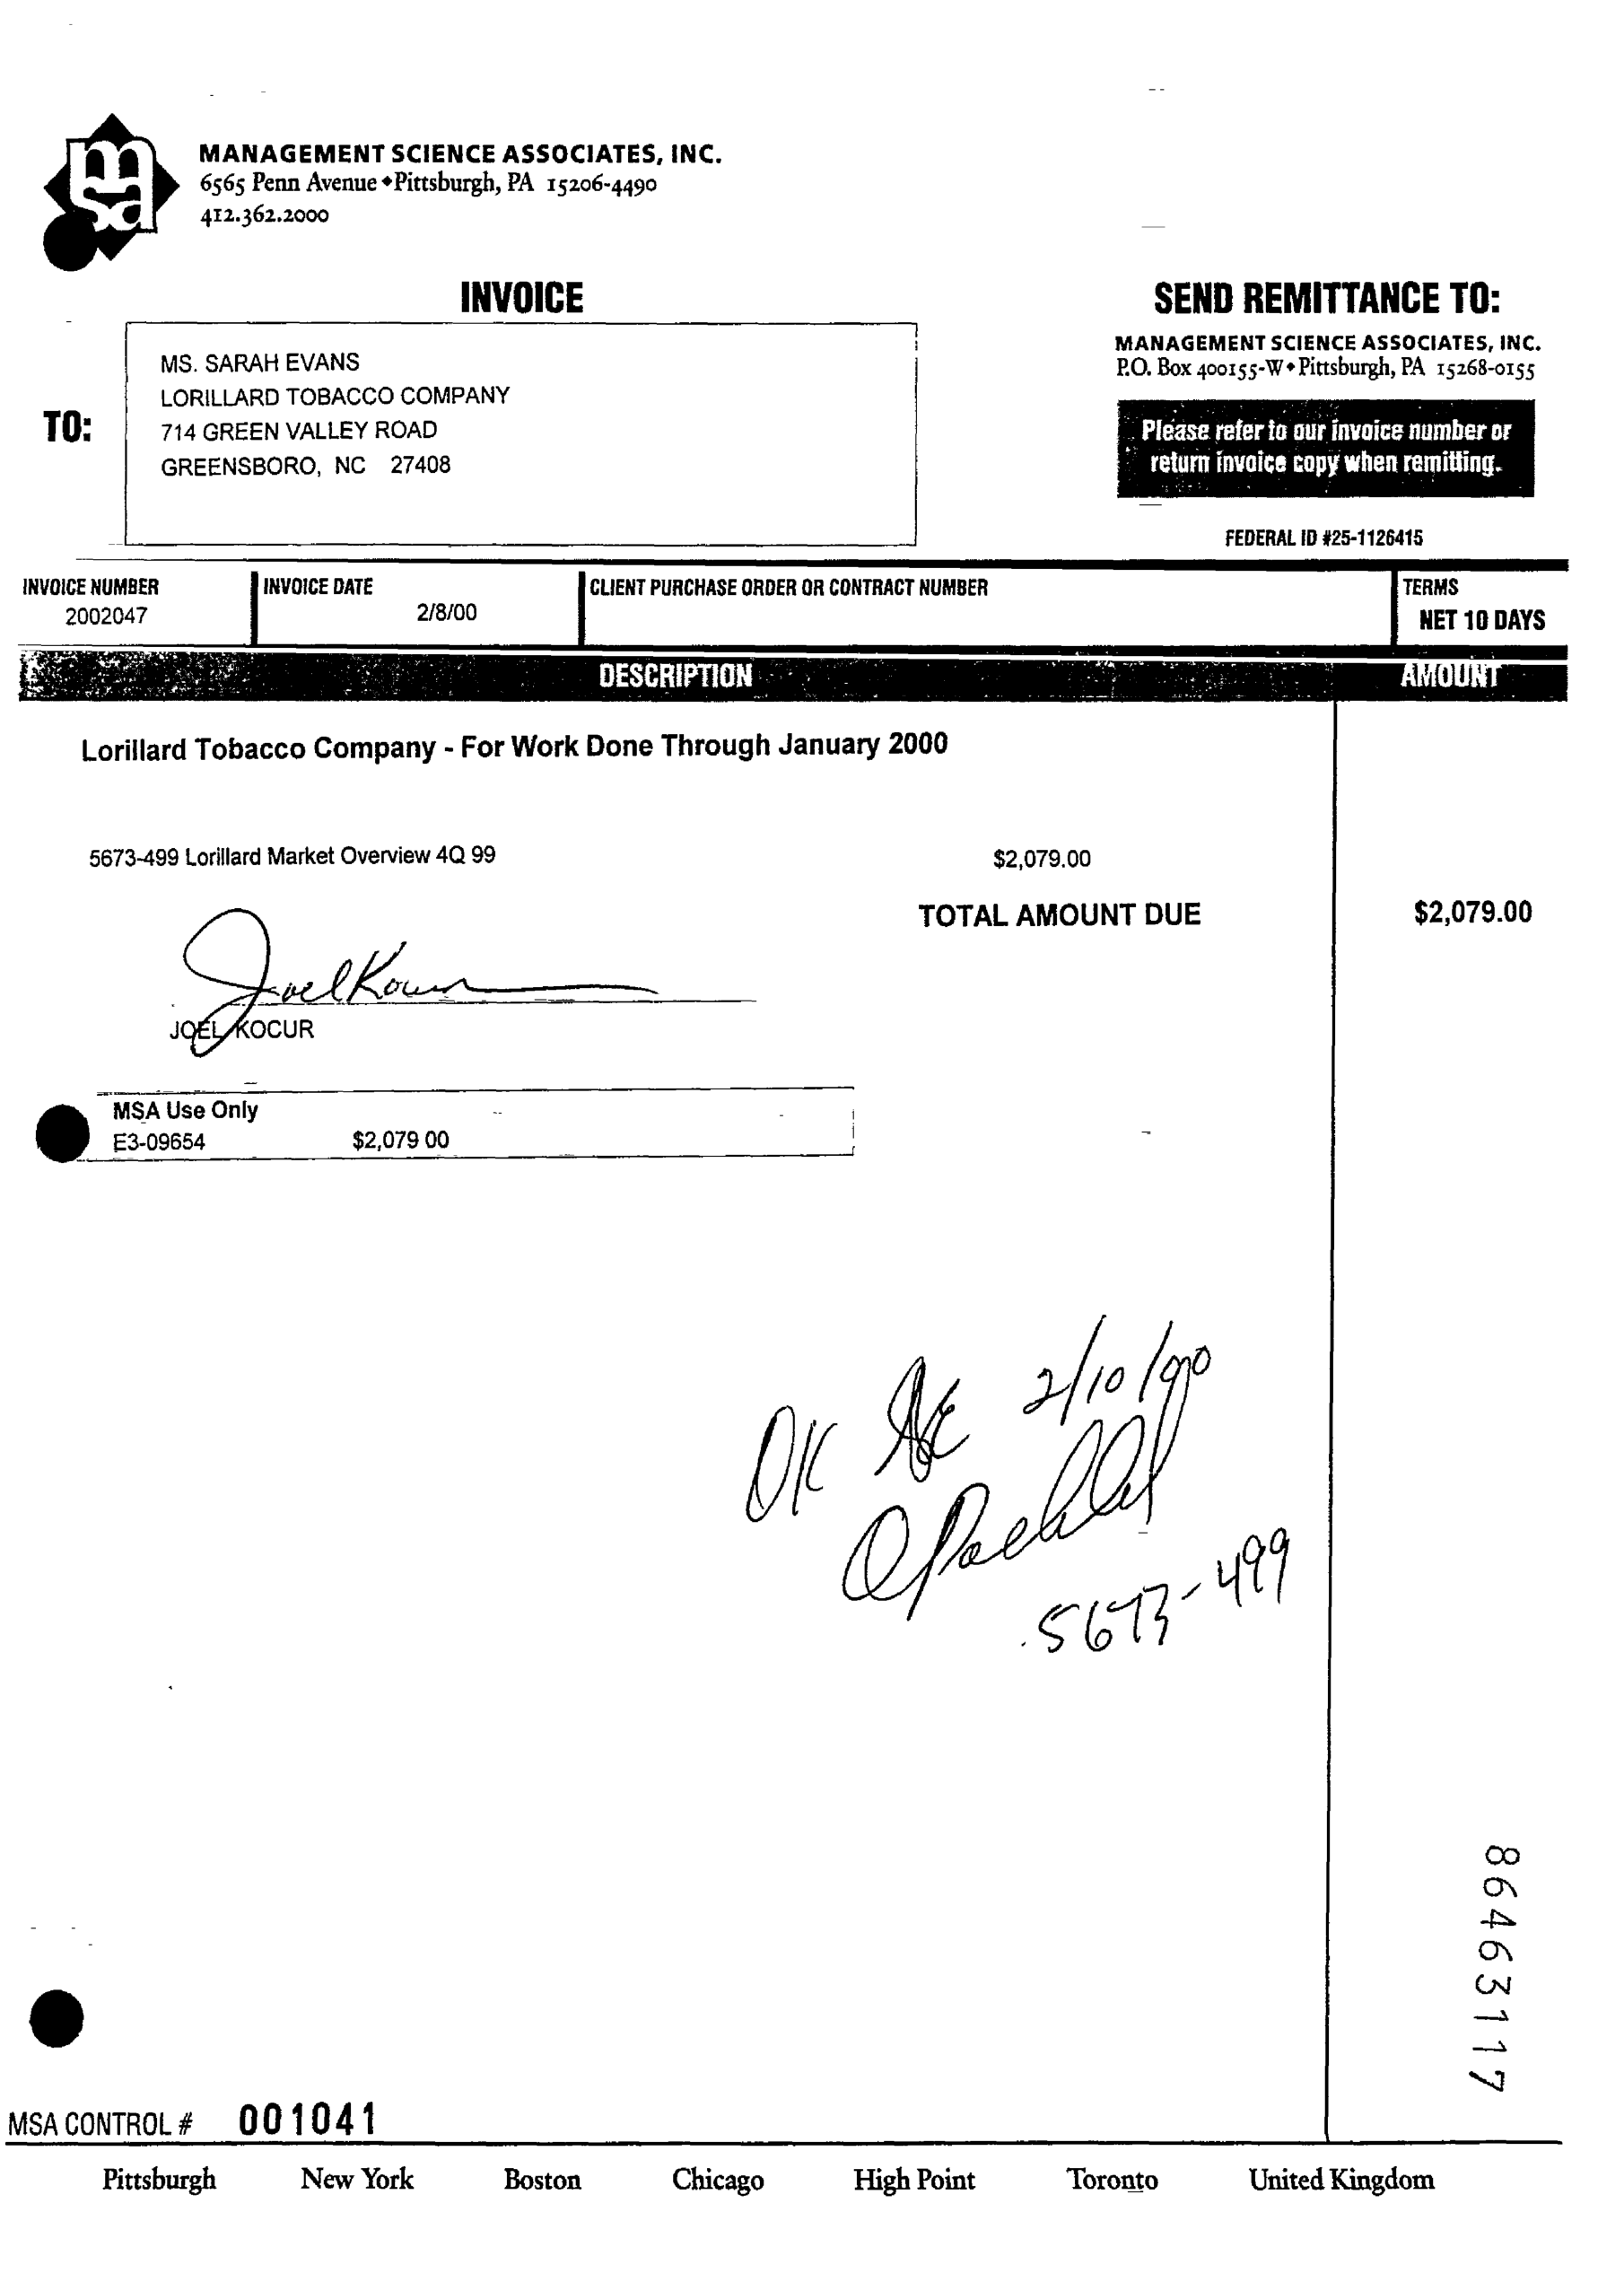 msa
MANAGEMENT SCIENCE ASSOCIATES, INC.
6565 Penn Avenue ◆ Pittsburgh, PA 15206-4490
412.362.2000
INVOICE
SEND REMITTANCE TO:
MANAGEMENT SCIENCE ASSOCIATES, INC.
P.O. Box 400155-W ◆ Pittsburgh, PA 15268-0155
TO:
MS. SARAH EVANS
LORILLARD TOBACCO COMPANY
714 GREEN VALLEY ROAD
GREENSBORO, NC 27408
Please refer to our invoice number or
return invoice copy when remitting.
FEDERAL ID #25-1126415
INVOICE NUMBER INVOICE DATE CLIENT PURCHASE ORDER OR CONTRACT NUMBER TERMS
2002047 2/8/00 NET 10 DAYS
DESCRIPTION AMOUNT
Lorillard Tobacco Company - For Work Done Through January 2000
5673-499 Lorillard Market Overview 4Q 99 $2,079.00
TOTAL AMOUNT DUE $2,079.00
Joel Kocur
JOEL KOCUR
MSA Use Only
E3-09654 $2,079 00
OK SE 2/10/00
5673-499
86463117
MSA CONTROL # 001041
Pittsburgh New York Boston Chicago High Point Toronto United Kingdom